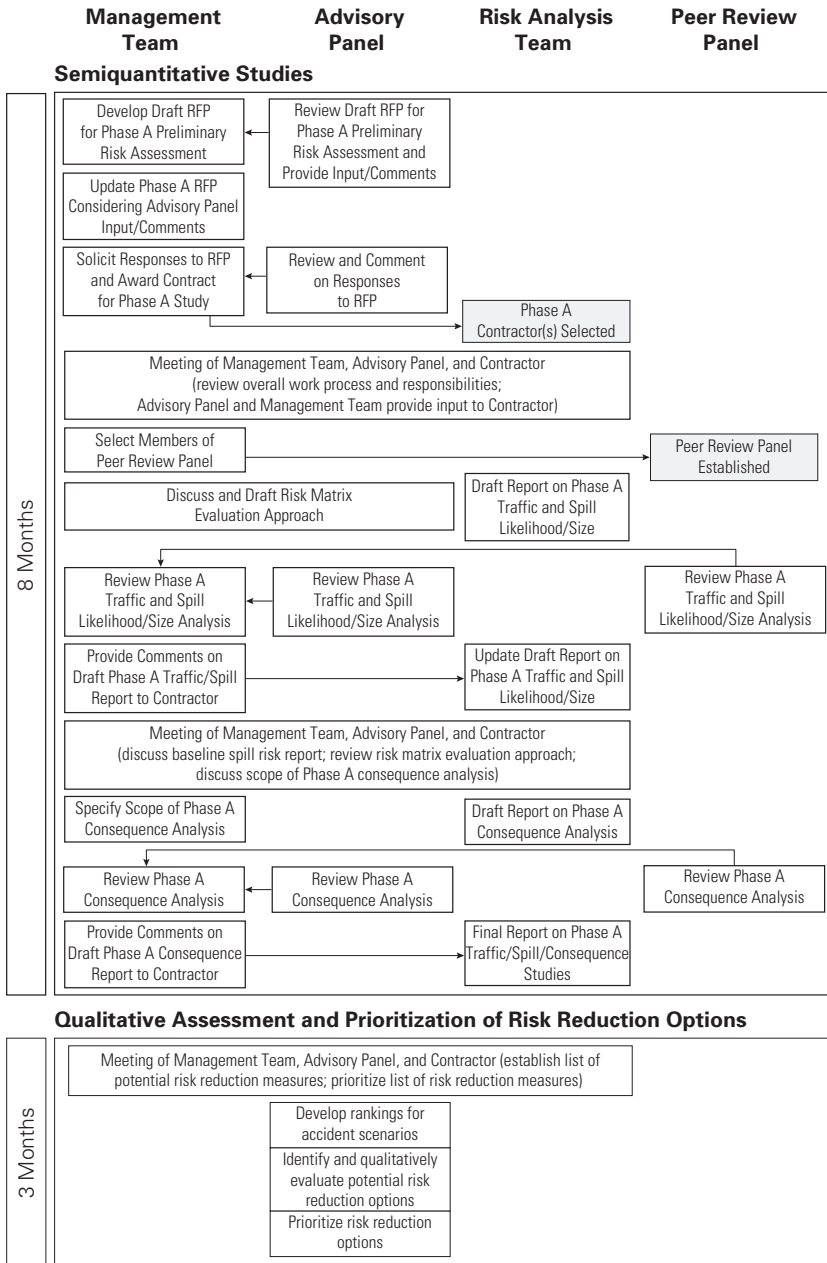 Management
Team
Advisory
Panel
Risk Analysis
Team
Peer Review
Panel
Semiquantitative Studies
8 Months
Develop Draft RFP
for Phase A Preliminary
Risk Assessment
Review Draft RFP for
Phase A Preliminary
Risk Assessment and
Provide Input/Comments
Update Phase A RFP
Considering Advisory Panel
Input/Comments
Solicit Responses to RFP
and Award Contract
for Phase A Study
Review and Comment
on Responses
to RFP
Phase A
Contractor(s) Selected
Meeting of Management Team, Advisory Panel, and Contractor
(review overall work process and responsibilities;
Advisory Panel and Management Team provide input to Contractor)
Select Members of
Peer Review Panel
Peer Review Panel
Established
Discuss and Draft Risk Matrix
Evaluation Approach
Draft Report on Phase A
Traffic and Spill
Likelihood/Size
Review Phase A
Traffic and Spill
Likelihood/Size Analysis
Review Phase A
Traffic and Spill
Likelihood/Size Analysis
Review Phase A
Traffic and Spill
Likelihood/Size Analysis
Provide Comments on
Draft Phase A Traffic/Spill
Report to Contractor
Update Draft Report on
Phase A Traffic and Spill
Likelihood/Size
Meeting of Management Team, Advisory Panel, and Contractor
(discuss baseline spill risk report; review risk matrix evaluation approach;
discuss scope of Phase A consequence analysis)
Specify Scope of Phase A
Consequence Analysis
Draft Report on Phase A
Consequence Analysis
Review Phase A
Consequence Analysis
Review Phase A
Consequence Analysis
Review Phase A
Consequence Analysis
Provide Comments on
Draft Phase A Consequence
Report to Contractor
Final Report on Phase A
Traffic/Spill/Consequence
Studies
Qualitative Assessment and Prioritization of Risk Reduction Options
3 Months
Meeting of Management Team, Advisory Panel, and Contractor (establish list of
potential risk reduction measures; prioritize list of risk reduction measures)
Develop rankings for
accident scenarios
Identify and qualitatively
evaluate potential risk
reduction options
Prioritize risk reduction
options